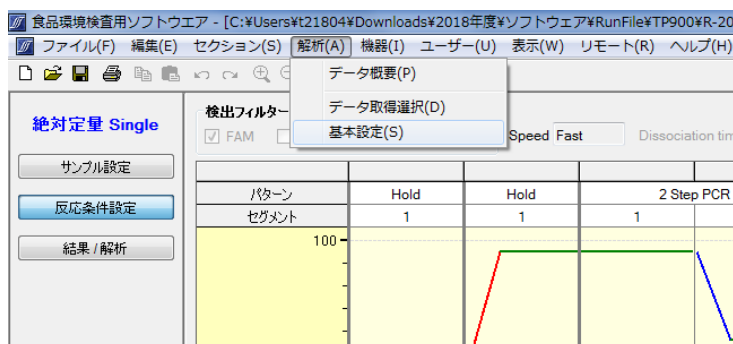 食品環境検査用ソフトウエア - [C:¥Users¥t21804¥Downloads¥2018年度¥ソフトウェア¥RunFile¥TP900¥R-20
ファイル(F) 編集(E) セクション(S) 解析(A) 機器(I) ユーザー(U) 表示(W) リモート(R) ヘルプ(H)
データ概要(P)
データ取得選択(D)
基本設定(S)
絶対定量 Single
検出フィルター
FAM
Speed Fast
Dissociation tim
サンプル設定
反応条件設定
結果 / 解析
パターン Hold Hold 2 Step PCR
セグメント 1 1 1
100